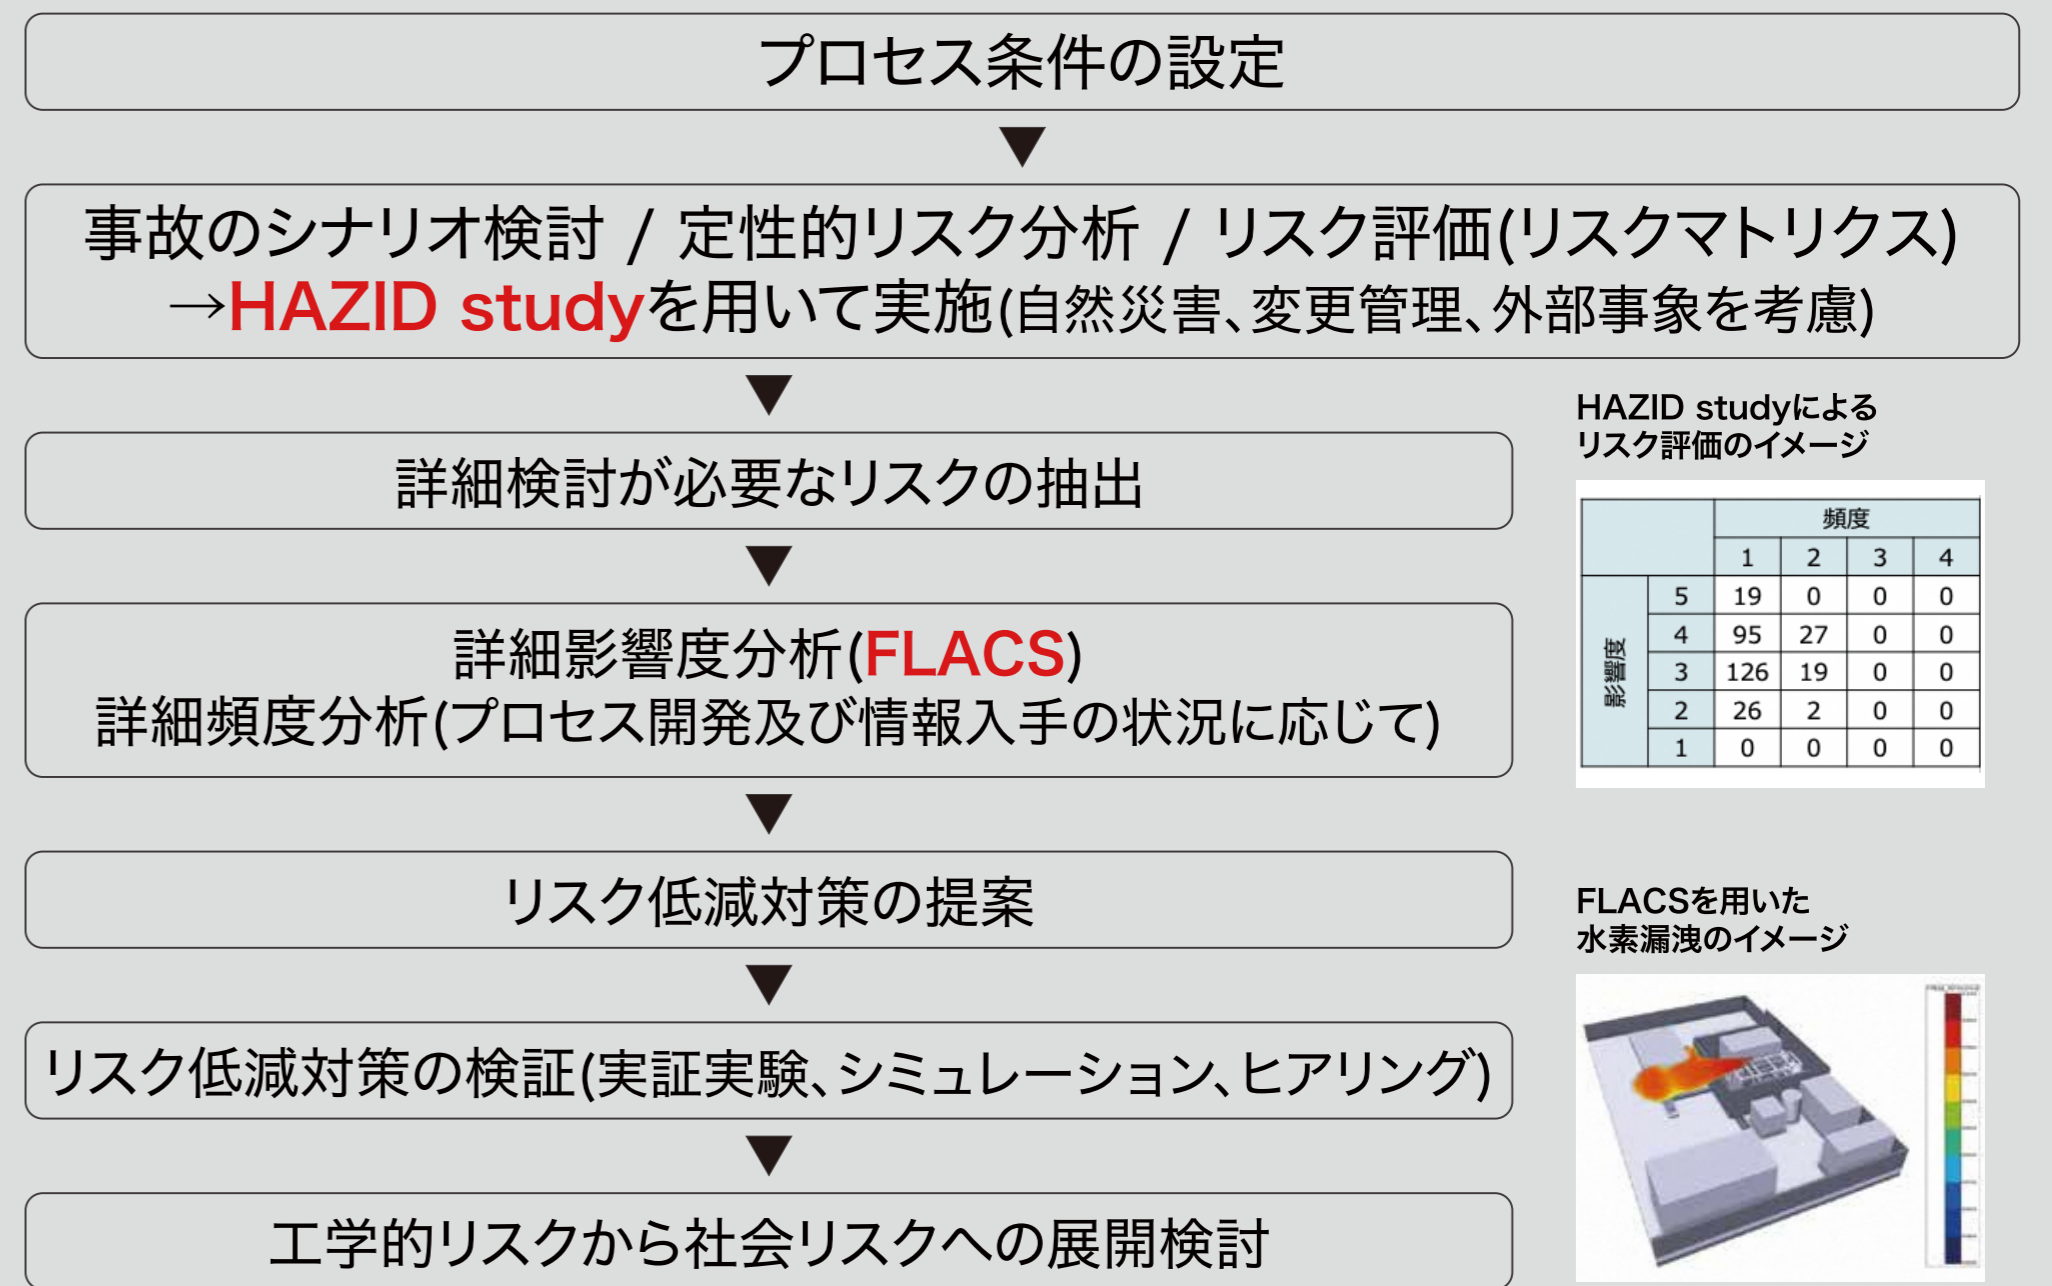 プロセス条件の設定
事故のシナリオ検討 / 定性的リスク分析 / リスク評価(リスクマトリクス)
→HAZID studyを用いて実施(自然災害、変更管理、外部事象を考慮)
詳細検討が必要なリスクの抽出
詳細影響度分析(FLACS)
詳細頻度分析(プロセス開発及び情報入手の状況に応じて)
リスク低減対策の提案
リスク低減対策の検証(実証実験、シミュレーション、ヒアリング)
工学的リスクから社会リスクへの展開検討
HAZID studyによる
リスク評価のイメージ
頻度
1 2 3 4
影響度
5 19 0 0 0
4 95 27 0 0
3 126 19 0 0
2 26 2 0 0
1 0 0 0 0
FLACSを用いた
水素漏洩のイメージ